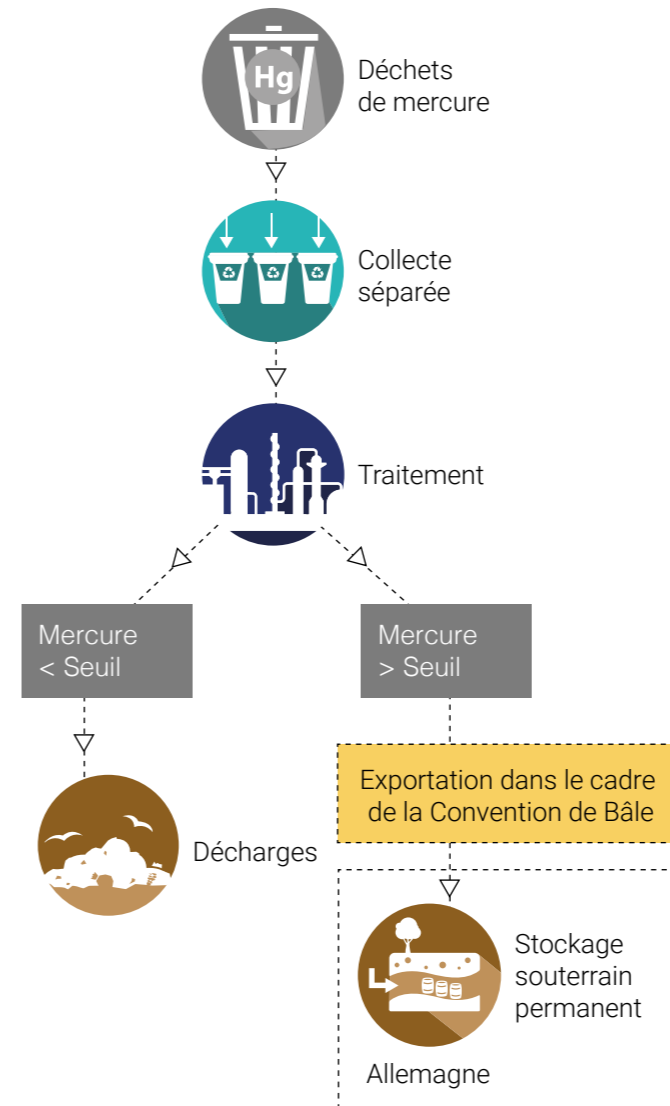 Hg
Déchets
de mercure
Collecte
séparée
Traitement
Mercure
< Seuil
Mercure
> Seuil
Exportation dans le cadre
de la Convention de Bâle
Décharges
Stockage
souterrain
permanent
Allemagne